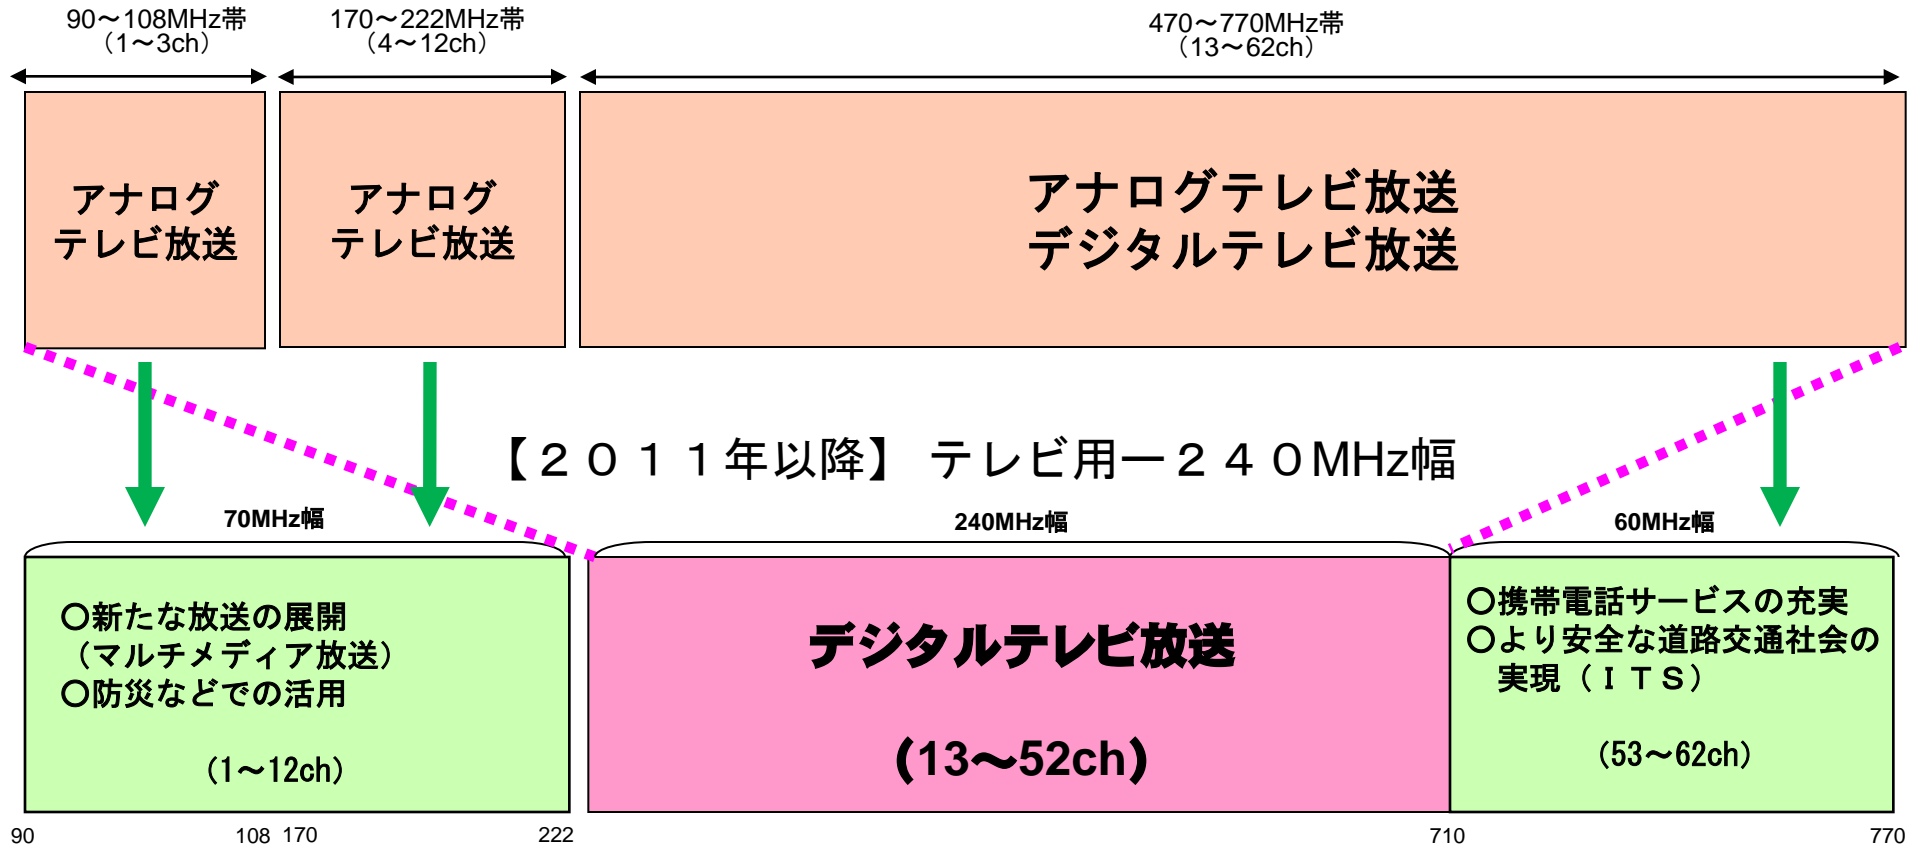 90～108MHz帯
（1～3ch）
170～222MHz帯
（4～12ch）
470～770MHz帯
（13～62ch）
アナログ
テレビ放送
アナログ
テレビ放送
アナログテレビ放送
デジタルテレビ放送
【２０１１年以降】 テレビ用ー２４０MHz幅
70MHz幅
240MHz幅
60MHz幅
○新たな放送の展開
（マルチメディア放送）
○防災などでの活用
（1～12ch）
デジタルテレビ放送
(13～52ch)
○携帯電話サービスの充実
○より安全な道路交通社会の
実現（ＩＴＳ）
（53～62ch）
90
108
170
222
710
770